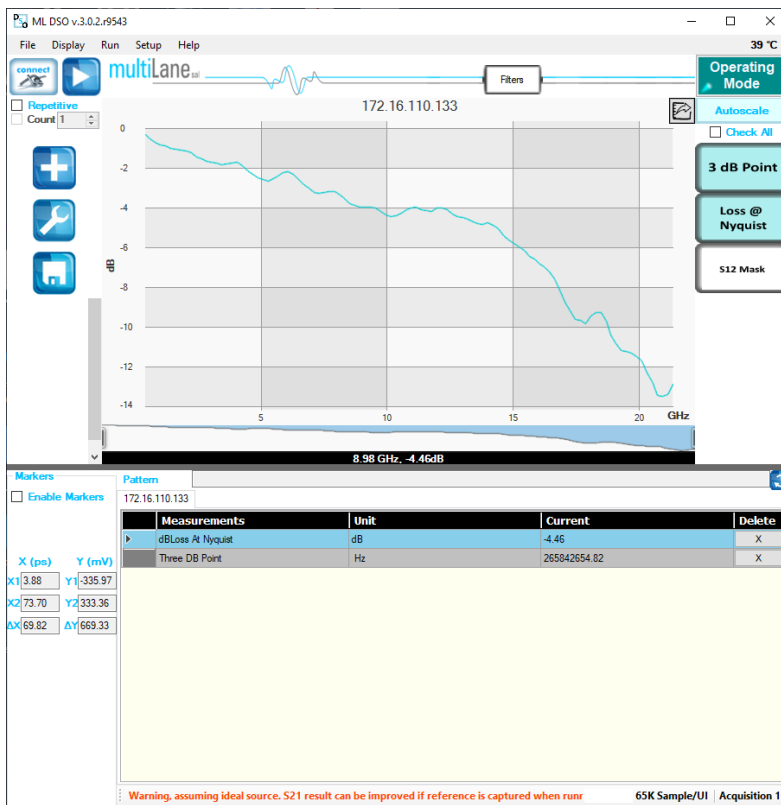 ML DSO v.3.0.2.r9543
File Display Run Setup Help 39 °C
connect
multiLane sal
Filters
Operating Mode
Repetitive
Count 1
172.16.110.133
Autoscale
Check All
3 dB Point
Loss @ Nyquist
S12 Mask
dB
0
-2
-4
-6
-8
-10
-12
-14
5 10 15 20 GHz
8.98 GHz, -4.46dB
Markers
Enable Markers
X (ps) Y (mV)
X1 3.88 Y1 -335.97
X2 73.70 Y2 333.36
ΔX 69.82 ΔY 669.33
Pattern
172.16.110.133
Measurements Unit Current Delete
dBLoss At Nyquist dB -4.46 X
Three DB Point Hz 265842654.82 X
Warning, assuming ideal source. S21 result can be improved if reference is captured when runr
65K Sample/UI Acquisition 1